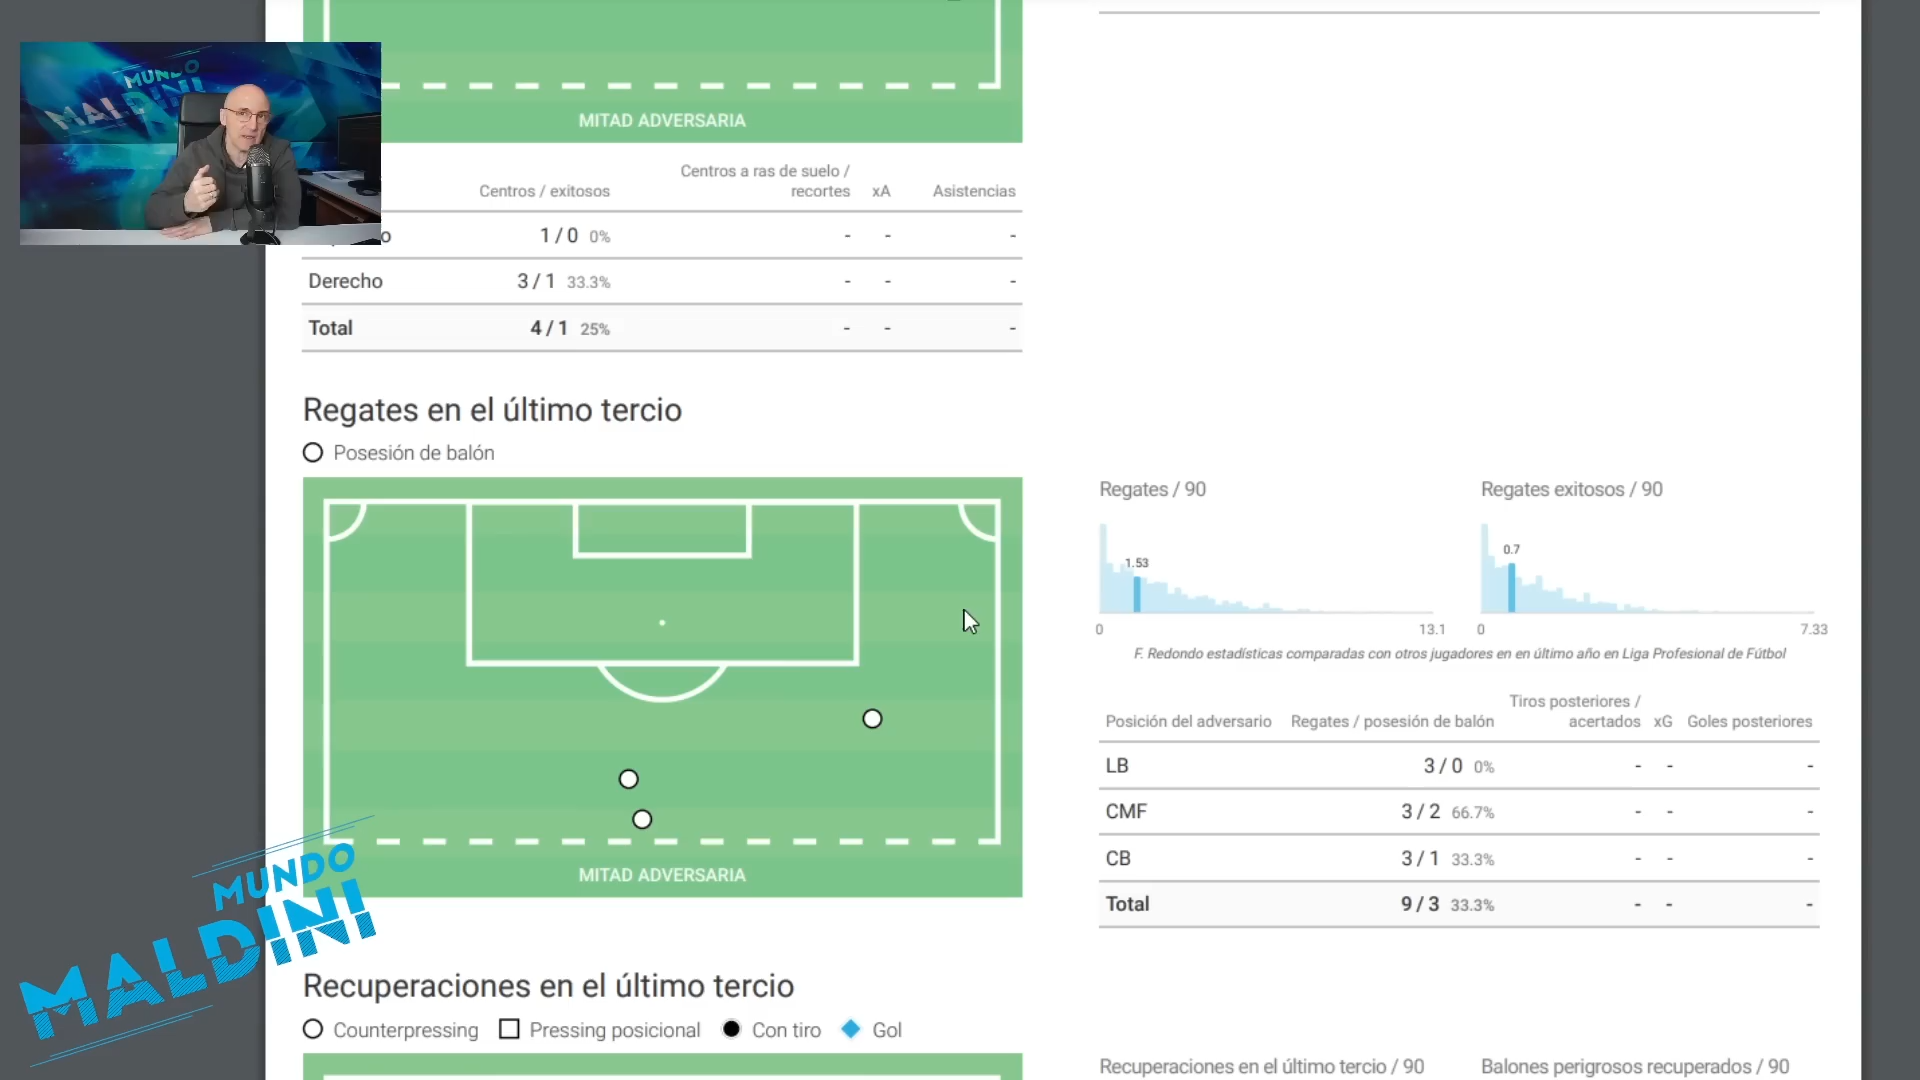 MUNDO
MALDINI
MITAD ADVERSARIA
Centros / exitosos
Centros a ras de suelo /
recortes
xA
Asistencias
o
1 / 0 0%
-
-
-
Derecho
3 / 1 33.3%
-
-
-
Total
4 / 1 25%
-
-
-
Regates en el último tercio
Posesión de balón
MITAD ADVERSARIA
Regates / 90
1.53
0
13.1
Regates exitosos / 90
0.7
0
7.33
F. Redondo estadísticas comparadas con otros jugadores en en último año en Liga Profesional de Fútbol
Posición del adversario
Regates / posesión de balón
Tiros posteriores /
acertados
xG
Goles posteriores
LB
3 / 0 0%
-
-
-
CMF
3 / 2 66.7%
-
-
-
CB
3 / 1 33.3%
-
-
-
Total
9 / 3 33.3%
-
-
-
MUNDO
MALDINI
Recuperaciones en el último tercio
Counterpressing
Pressing posicional
Con tiro
Gol
Recuperaciones en el último tercio / 90
Balones perigrosos recuperados / 90